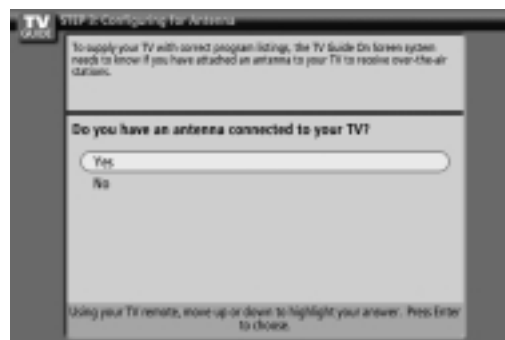 TV
GUIDE
STEP 3: Configuring for Antenna
To supply your TV with correct program listings, the TV Guide On Screen system
needs to know if you have attached an antenna to your TV to receive over-the-air
stations.
Do you have an antenna connected to your TV?
Yes
No
Using your TV remote, move up or down to highlight your answer. Press Enter
to choose.